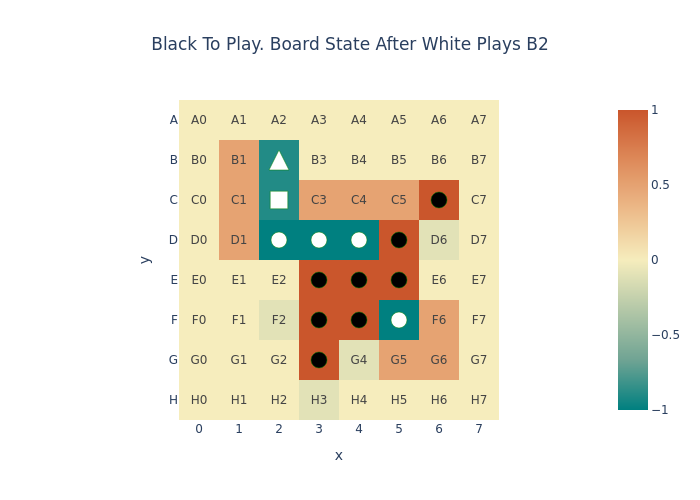 Black To Play. Board State After White Plays B2
A A0 A1 A2 A3 A4 A5 A6 A7
B B0 B1 B3 B4 B5 B6 B7
C C0 C1 C3 C4 C5 C7
D D0 D1 D6 D7
E E0 E1 E2 E6 E7
F F0 F1 F2 F6 F7
G G0 G1 G2 G4 G5 G6 G7
H H0 H1 H2 H3 H4 H5 H6 H7
0 1 2 3 4 5 6 7
x
y
1
0.5
0
−0.5
−1